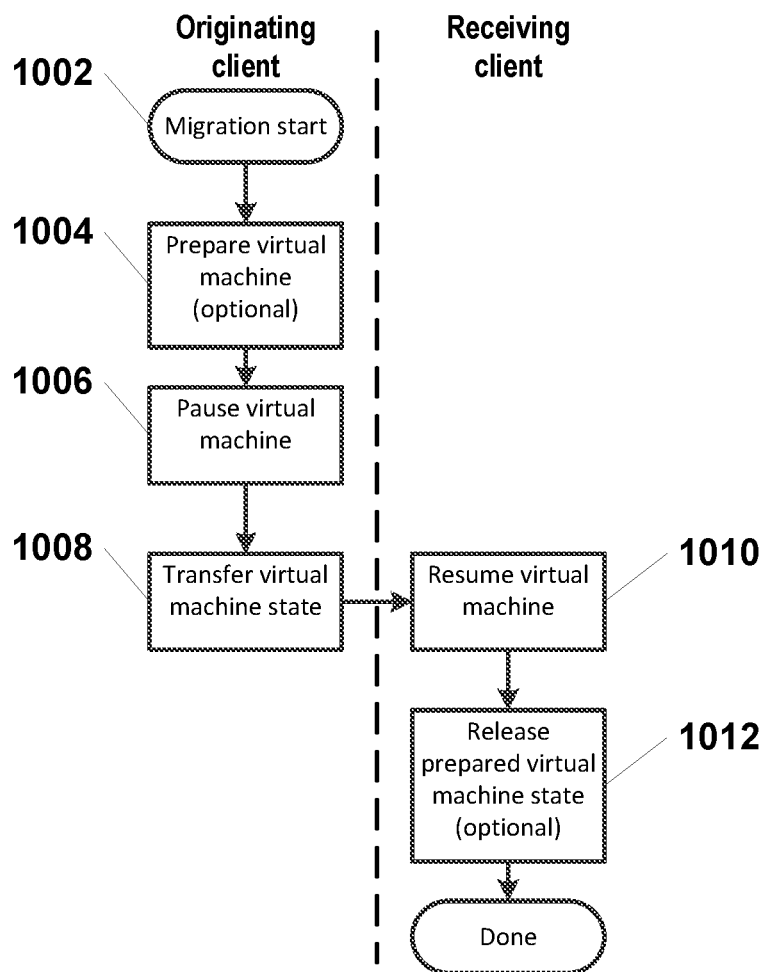 Originating
client
Receiving
client
1002
Migration start
1004
Prepare virtual
machine
(optional)
1006
Pause virtual
machine
1008
Transfer virtual
machine state
Resume virtual
machine
1010
Release
prepared virtual
machine state
(optional)
1012
Done